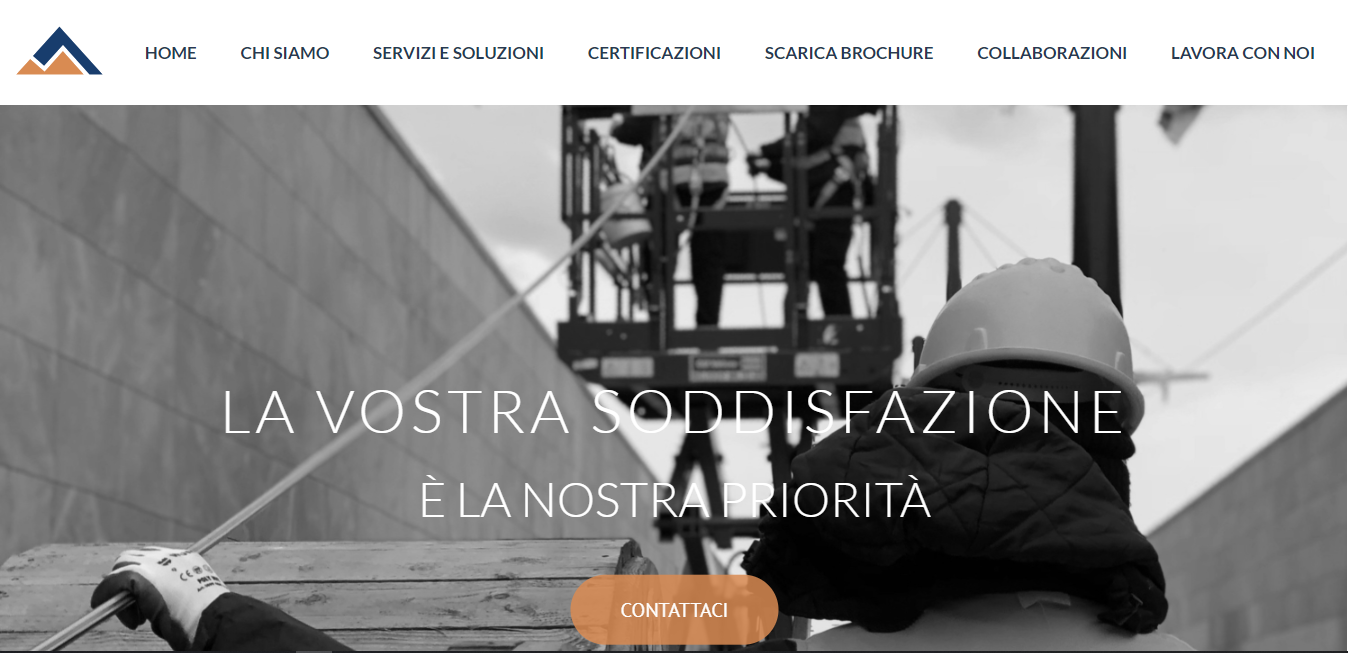 HOME
CHI SIAMO
SERVIZI E SOLUZIONI
CERTIFICAZIONI
SCARICA BROCHURE
COLLABORAZIONI
LAVORA CON NOI
LA VOSTRA SODDISFAZIONE
È LA NOSTRA PRIORITÀ
CONTATTACI